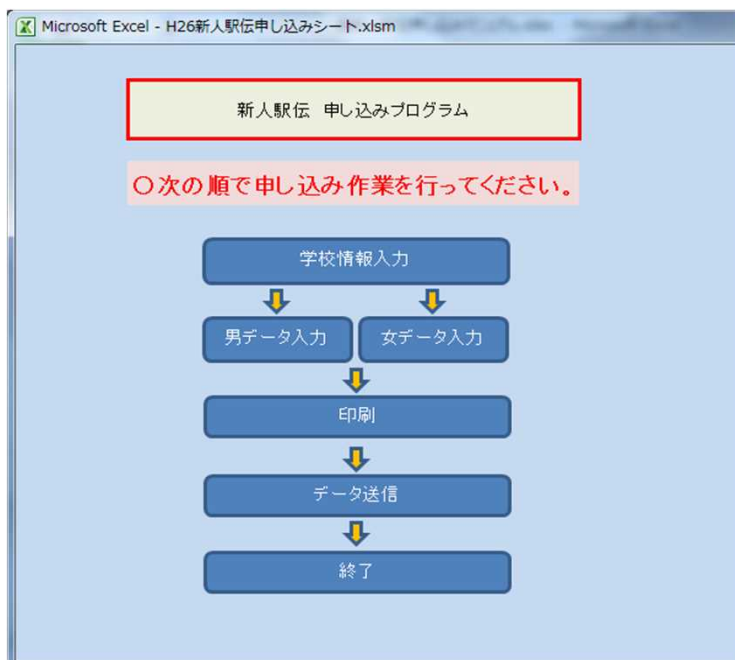 Microsoft Excel - H26新人駅伝申し込みシート.xlsm
新人駅伝 申し込みプログラム
〇次の順で申し込み作業を行ってください。
学校情報入力
男データ入力 女データ入力
印刷
データ送信
終了